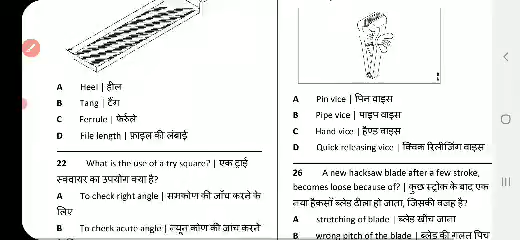 A Heel | हील
B Tang | टैंग
C Ferrule | फ़ेर्रुले
D File length | फ़ाइल की लंबाई
22 What is the use of a try square? | एक ट्राई
स्क्वायर का उपयोग क्या है?
A To check right angle | समकोण की जाँच करने के
लिए
B To check acute angle | न्यून कोण की जांच करने
A Pin vice | पिन वाइस
B Pipe vice | पाइप वाइस
C Hand vice | हैण्ड वाइस
D Quick releasing vice | क्विक रिलीजिंग वाइस
26 A new hacksaw blade after a few stroke,
becomes loose because of? | कुछ स्ट्रोक के बाद एक
नया हैकसॉ ब्लेड ढीला हो जाता, जिसकी वजह है?
A stretching of blade | ब्लेड खींच जाना
B wrong pitch of the blade | ब्लेड की गलत पिच